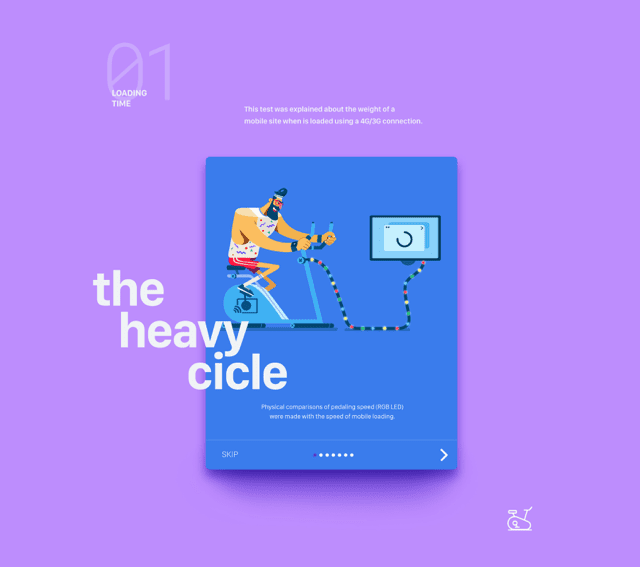 01
LOADING
TIME
This test was explained about the weight of a
mobile site when is loaded using a 4G/3G connection.
the
heavy
cicle
Physical comparisons of pedaling speed (RGB LED)
were made with the speed of mobile loading.
SKIP